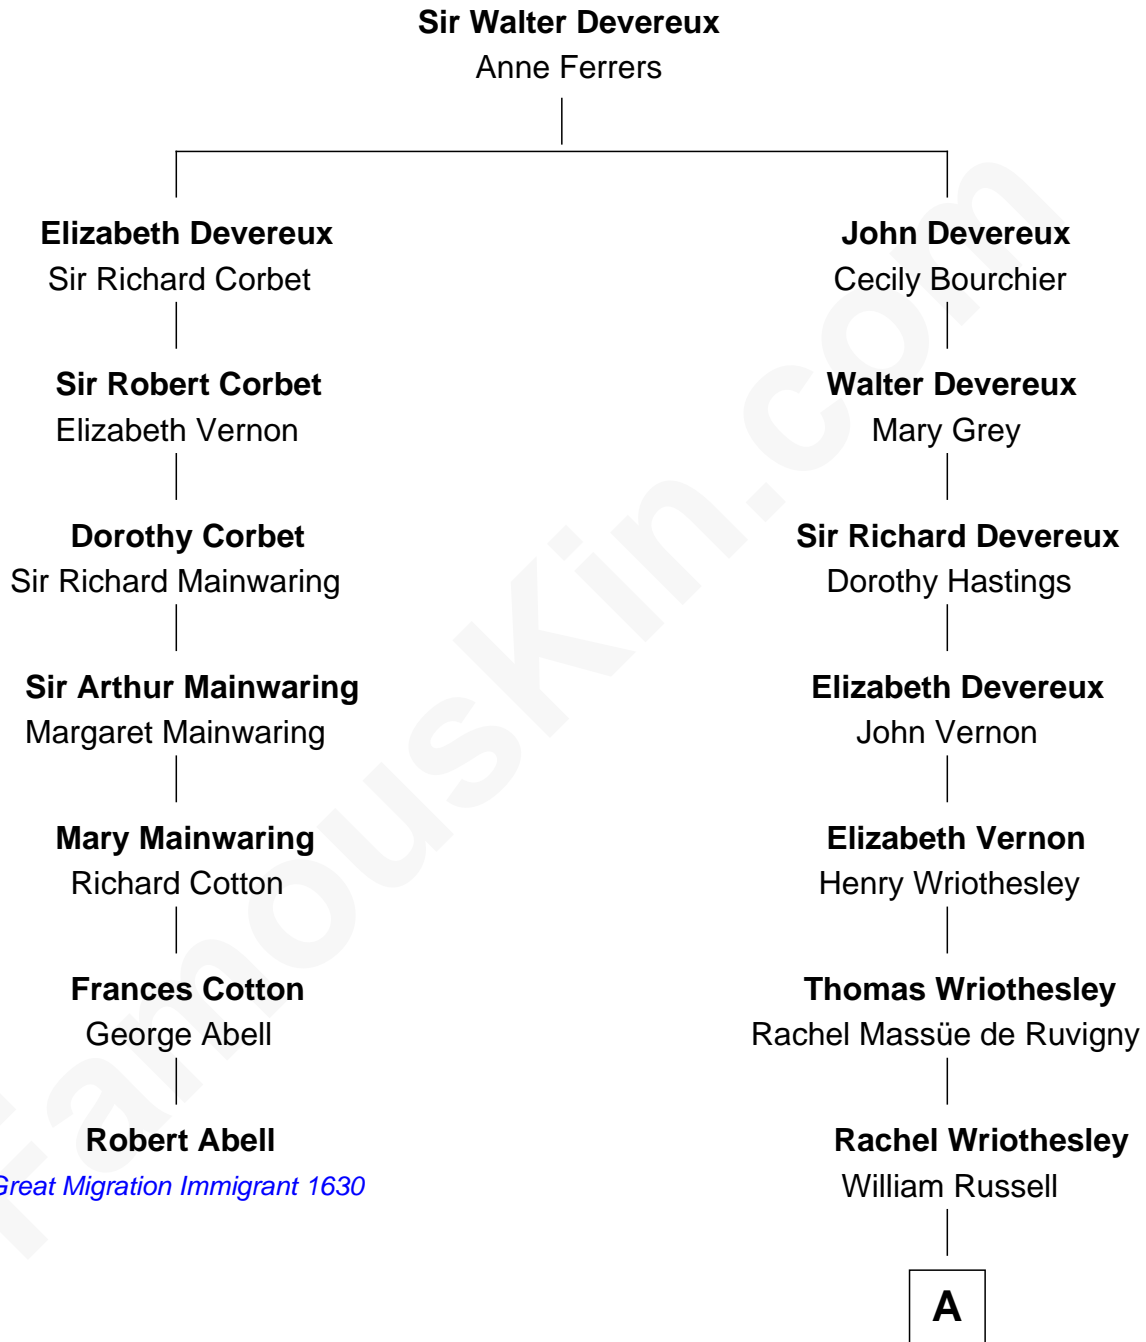 Sir Walter Devereux
Anne Ferrers
Elizabeth Devereux
Sir Richard Corbet
John Devereux
Cecily Bourchier
Sir Robert Corbet
Elizabeth Vernon
Walter Devereux
Mary Grey
Dorothy Corbet
Sir Richard Mainwaring
Sir Richard Devereux
Dorothy Hastings
Sir Arthur Mainwaring
Margaret Mainwaring
Elizabeth Devereux
John Vernon
Mary Mainwaring
Richard Cotton
Elizabeth Vernon
Henry Wriothesley
Frances Cotton
George Abell
Thomas Wriothesley
Rachel Massüe de Ruvigny
Robert Abell
Great Migration Immigrant 1630
Rachel Wriothesley
William Russell
A
FamousKin.com